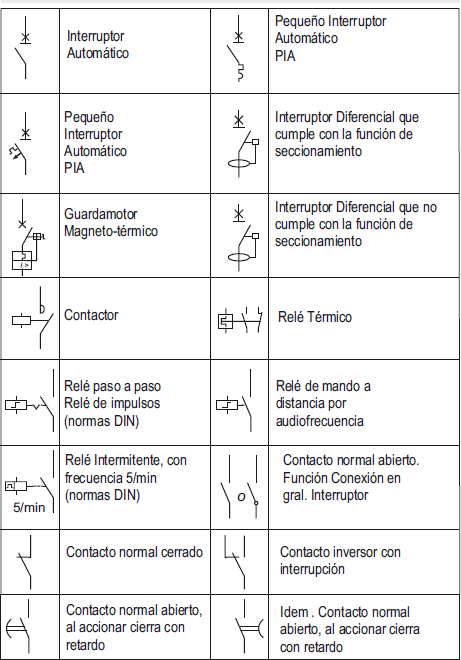 Interruptor
Automático
Pequeño Interruptor
Automático
PIA
Pequeño
Interruptor
Automático
PIA
Interruptor Diferencial que
cumple con la función de
seccionamiento
Guardamotor
Magneto-térmico
I >
Interruptor Diferencial que no
cumple con la función de
seccionamiento
Contactor
Relé Térmico
Relé paso a paso
Relé de impulsos
(normas DIN)
Relé de mando a
distancia por
audiofrecuencia
5/min
Relé Intermitente, con
frecuencia 5/min
(normas DIN)
o
Contacto normal abierto.
Función Conexión en
gral. Interruptor
Contacto normal cerrado
Contacto inversor con
interrupción
Contacto normal abierto,
al accionar cierra con
retardo
Idem . Contacto normal
abierto, al accionar cierra
con retardo